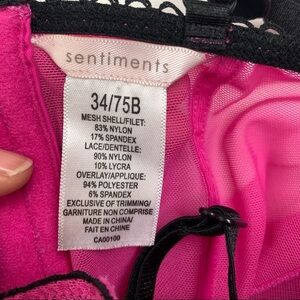 sentiments
34/75B
MESH SHELL/FILET:
83% NYLON
17% SPANDEX
LACE/DENTELLE:
90% NYLON
10% LYCRA
OVERLAY/APPLIQUE:
94% POLYESTER
6% SPANDEX
EXCLUSIVE OF TRIMMING/
GARNITURE NON COMPRISE
MADE IN CHINA/
FAIT EN CHINE
CA00100